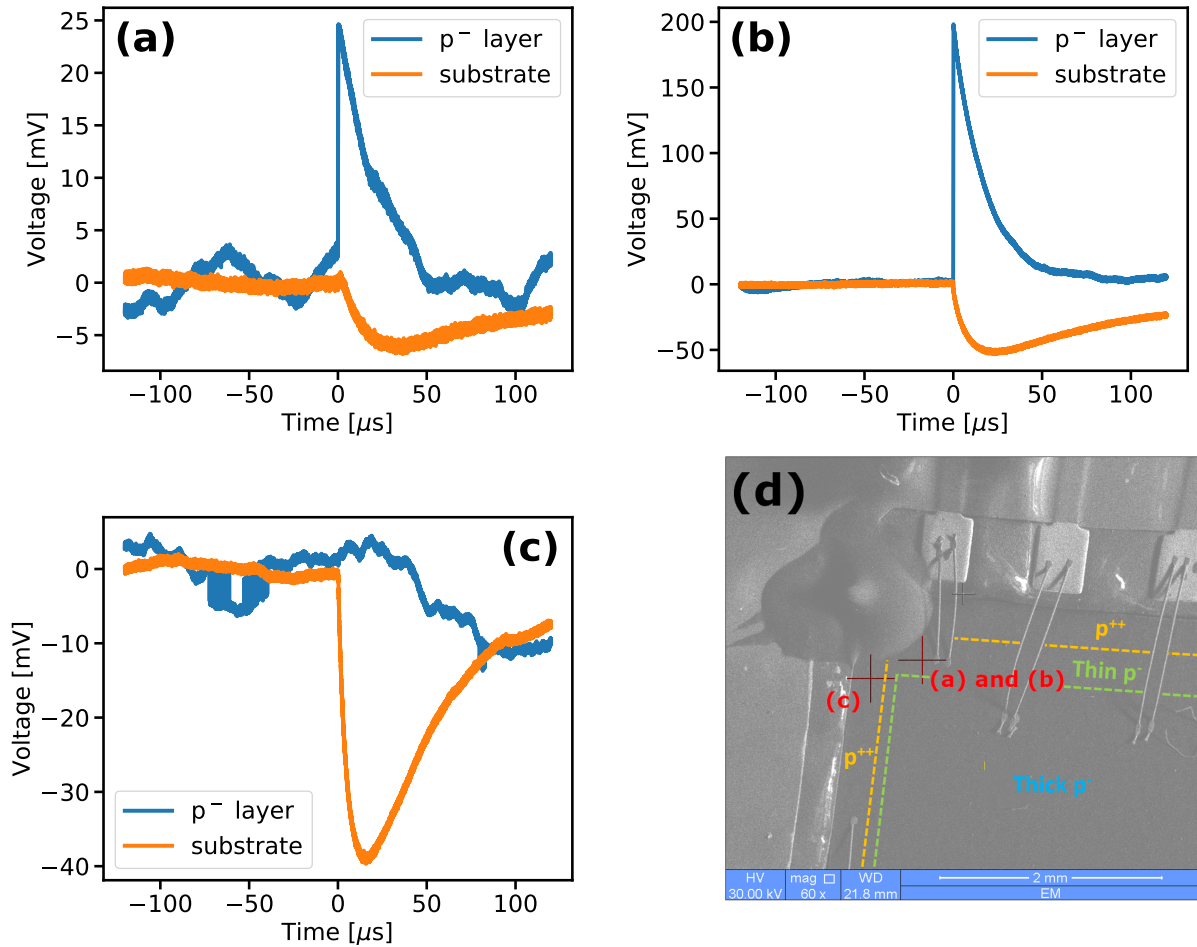 (a)
p⁻ layer
substrate
25
20
15
10
5
0
−5
Voltage [mV]
−100
−50
0
50
100
Time [μs]
(b)
p⁻ layer
substrate
200
150
100
50
0
−50
Voltage [mV]
−100
−50
0
50
100
Time [μs]
(c)
p⁻ layer
substrate
0
−10
−20
−30
−40
Voltage [mV]
−100
−50
0
50
100
Time [μs]
(d)
p⁺⁺
Thin p⁻
(a) and (b)
(c)
p⁺⁺
Thick p⁻
HV
30.00 kV
mag
60 x
WD
21.8 mm
2 mm
EM